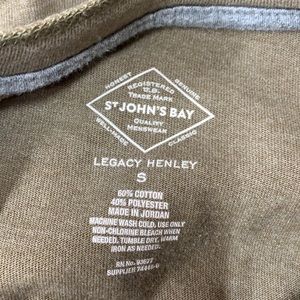 HONEST
GENUINE
REGISTERED
U.S.
TRADE MARK
ST JOHN'S BAY
QUALITY
MENSWEAR
WELL-MADE
CLASSIC
LEGACY HENLEY
S
60% COTTON
40% POLYESTER
MADE IN JORDAN
MACHINE WASH COLD, USE ONLY
NON-CHLORINE BLEACH WHEN
NEEDED. TUMBLE DRY, WARM
IRON AS NEEDED.
RN No. 93677